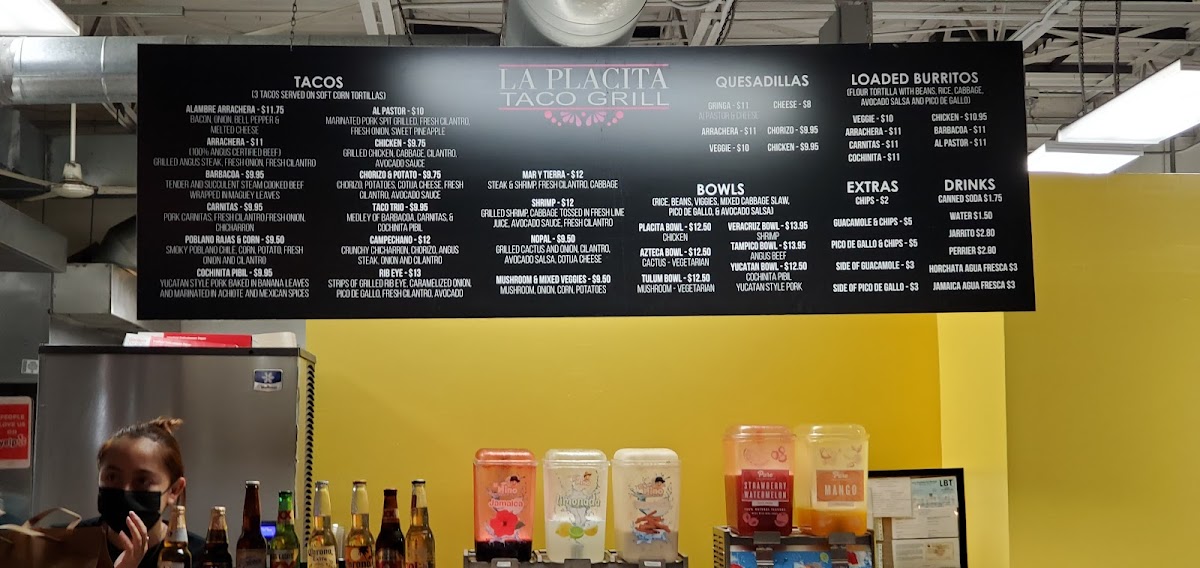 TACOS
(3 TACOS SERVED ON SOFT CORN TORTILLAS)
ALAMBRE ARRACHERA - $11.75
BACON, ONION, BELL PEPPER &
MELTED CHEESE
ARRACHERA - $11
(100% ANGUS CERTIFIED BEEF)
GRILLED ANGUS STEAK, FRESH ONION, FRESH CILANTRO
BARBACOA - $9.95
TENDER AND SUCCULENT STEAM COOKED BEEF
WRAPPED IN MAGUEY LEAVES
CARNITAS - $9.95
PORK CARNITAS, FRESH CILANTRO, FRESH ONION,
CHICHARRON
POBLANO RAJAS & CORN - $9.50
SMOKY POBLANO CHILE, CORN, POTATO, FRESH
ONION AND CILANTRO
COCHINITA PIBIL - $9.95
YUCATAN STYLE PORK BAKED IN BANANA LEAVES
AND MARINATED IN ACHIOTE AND MEXICAN SPICES
AL PASTOR - $10
MARINATED PORK SPIT GRILLED, FRESH CILANTRO,
FRESH ONION, SWEET PINEAPPLE
CHICKEN - $9.75
GRILLED CHICKEN, CABBAGE, CILANTRO,
AVOCADO SAUCE
CHORIZO & POTATO - $9.75
CHORIZO, POTATOES, COTIJA CHEESE, FRESH
CILANTRO, AVOCADO SAUCE
TACO TRIO - $9.95
MEDLEY OF BARBACOA, CARNITAS, &
COCHINITA PIBIL
CAMPECHANO - $12
CRUNCHY CHICHARRON, CHORIZO, ANGUS
STEAK, ONION AND CILANTRO
RIB EYE - $13
STRIPS OF GRILLED RIB EYE, CARAMELIZED ONION,
PICO DE GALLO, FRESH CILANTRO, AVOCADO
LA PLACITA
TACO GRILL
MAR Y TIERRA - $12
STEAK & SHRIMP, FRESH CILANTRO, CABBAGE
SHRIMP - $12
GRILLED SHRIMP, CABBAGE TOSSED IN FRESH LIME
JUICE, AVOCADO SAUCE, FRESH CILANTRO
NOPAL - $9.50
GRILLED CACTUS AND ONION, CILANTRO,
AVOCADO SALSA, COTIJA CHEESE
MUSHROOM & MIXED VEGGIES - $9.50
MUSHROOM, ONION, CORN, POTATOES
QUESADILLAS
GRINGA - $11
AL PASTOR & CHEESE
CHEESE - $8
ARRACHERA - $11
CHORIZO - $9.95
VEGGIE - $10
CHICKEN - $9.95
BOWLS
(RICE, BEANS, VIGGIES, MIXED CABBAGE SLAW,
PICO DE GALLO, & AVOCADO SALSA)
PLACITA BOWL - $12.50
CHICKEN
AZTECA BOWL - $12.50
CACTUS - VEGETARIAN
TULUM BOWL - $12.50
MUSHROOM - VEGETARIAN
VERACRUZ BOWL - $13.95
SHRIMP
TAMPICO BOWL - $13.95
ANGUS BEEF
YUCATAN BOWL - $12.50
COCHINITA PIBIL
YUCATAN STYLE PORK
LOADED BURRITOS
(FLOUR TORTILLA WITH BEANS, RICE, CABBAGE,
AVOCADO SALSA AND PICO DE GALLO)
VEGGIE - $10
ARRACHERA - $11
CARNITAS - $11
COCHINITA - $11
CHICKEN - $10.95
BARBACOA - $11
AL PASTOR - $11
EXTRAS
CHIPS - $2
GUACAMOLE & CHIPS - $5
PICO DE GALLO & CHIPS - $5
SIDE OF GUACAMOLE - $3
SIDE OF PICO DE GALLO - $3
DRINKS
CANNED SODA $1.75
WATER $1.50
JARRITO $2.80
PERRIER $2.90
HORCHATA AGUA FRESCA $3
JAMAICA AGUA FRESCA $3
PEOPLE
LOVE US
ON
yelp
Jamaica
limonada
Pure
STRAWBERRY
WATERMELON
Pure
MANGO
LBT
Corona